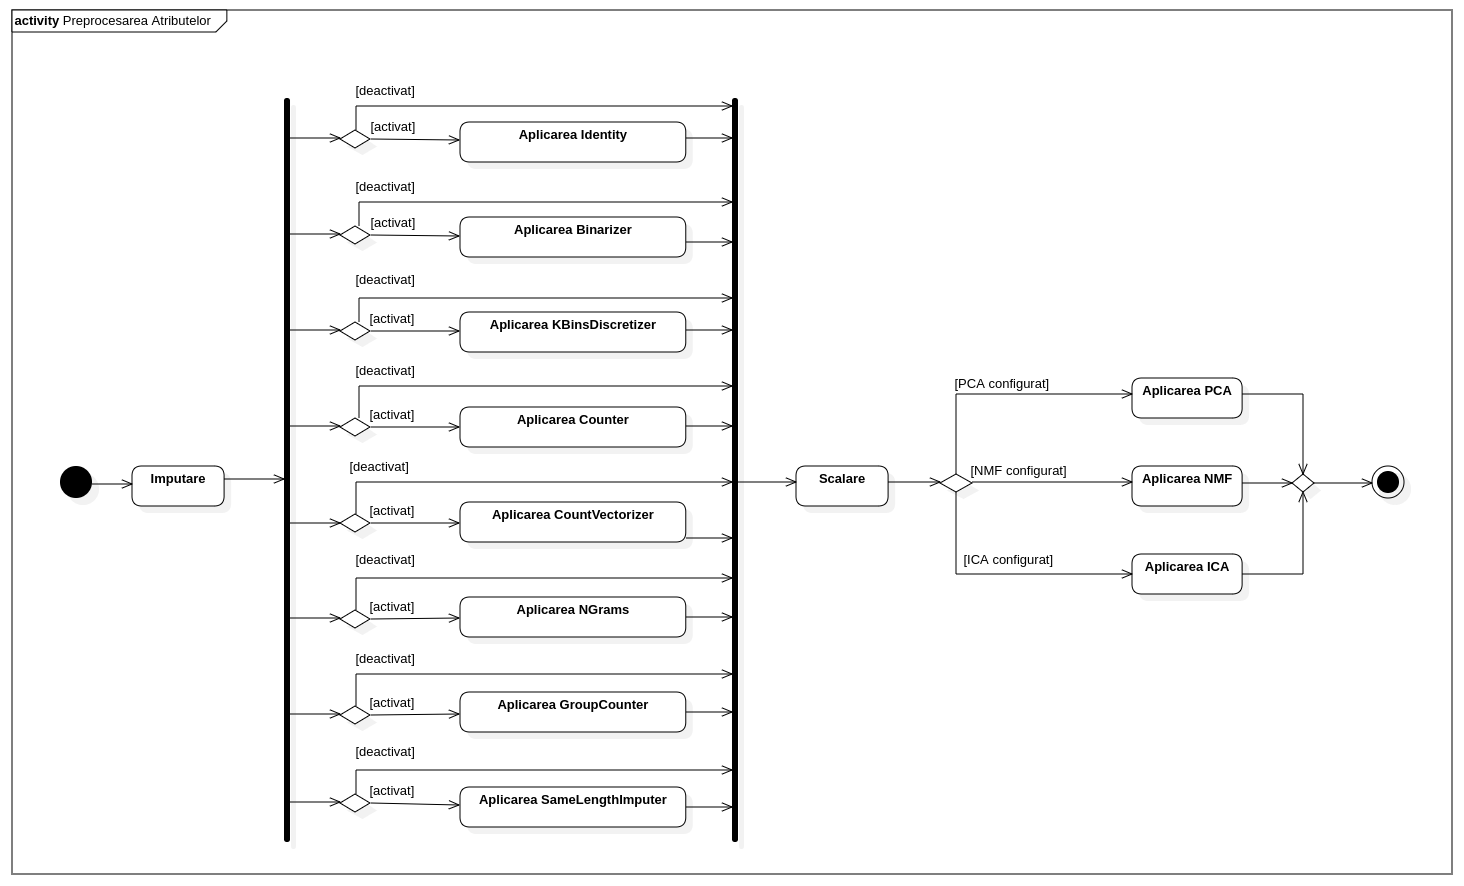 activity Preprocesarea Atributelor
[deactivat]
[activat]
Aplicarea Identity
[deactivat]
[activat]
Aplicarea Binarizer
[deactivat]
[activat]
Aplicarea KBinsDiscretizer
[deactivat]
[activat]
Aplicarea Counter
[deactivat]
[activat]
Aplicarea CountVectorizer
[deactivat]
[activat]
Aplicarea NGrams
[deactivat]
[activat]
Aplicarea GroupCounter
[deactivat]
[activat]
Aplicarea SameLengthImputer
Imputare
Scalare
[PCA configurat]
Aplicarea PCA
[NMF configurat]
Aplicarea NMF
[ICA configurat]
Aplicarea ICA